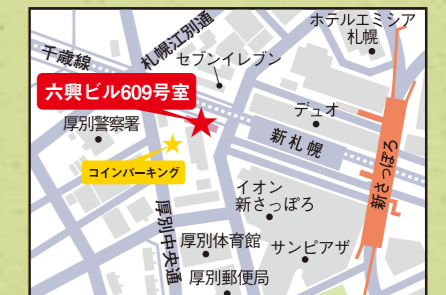 ホテルエミシア
札幌
札幌江別通
千歳線
セブンイレブン
六興ビル609号室
デュオ
厚別警察署
新札幌
新さっぽろ
コインパーキング
イオン
新さっぽろ
厚別中央通
厚別体育館
サンピアザ
厚別郵便局